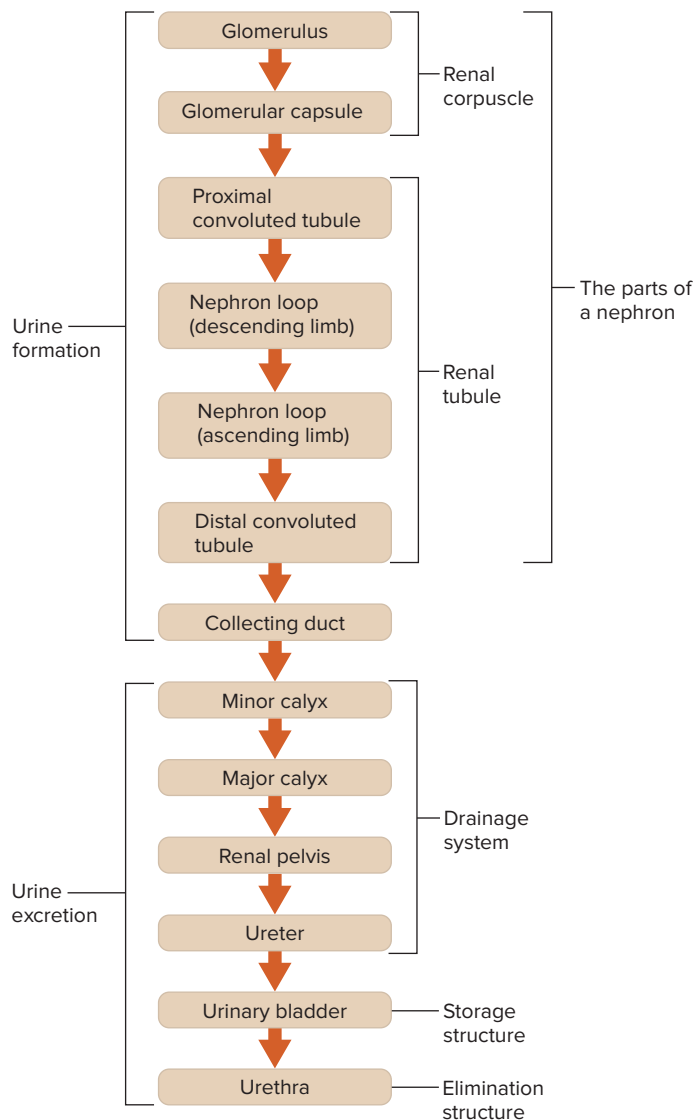 Glomerulus
Renal
corpuscle
Glomerular capsule
Proximal
convoluted tubule
Nephron loop
(descending limb)
The parts of
a nephron
Urine
formation
Renal
tubule
Nephron loop
(ascending limb)
Distal convoluted
tubule
Collecting duct
Minor calyx
Major calyx
Drainage
system
Renal pelvis
Urine
excretion
Ureter
Urinary bladder
Storage
structure
Urethra
Elimination
structure